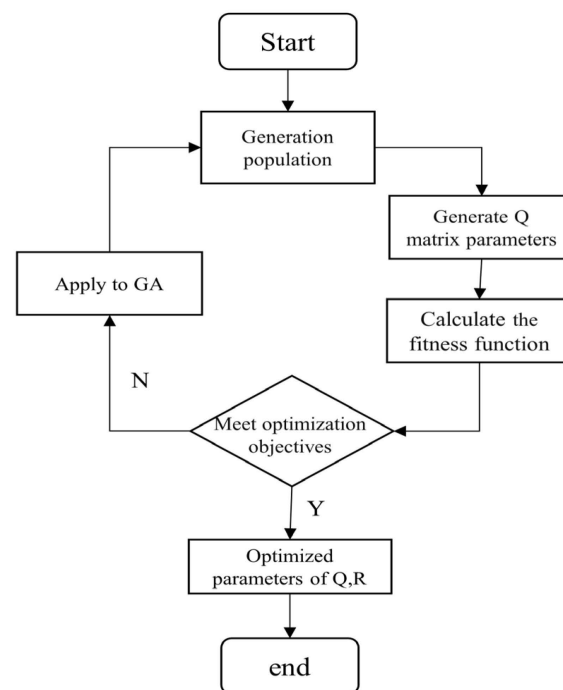 Start
Generation
population
Generate Q
matrix parameters
Apply to GA
Calculate the
fitness function
N
Meet optimization
objectives
Y
Optimized
parameters of Q,R
end